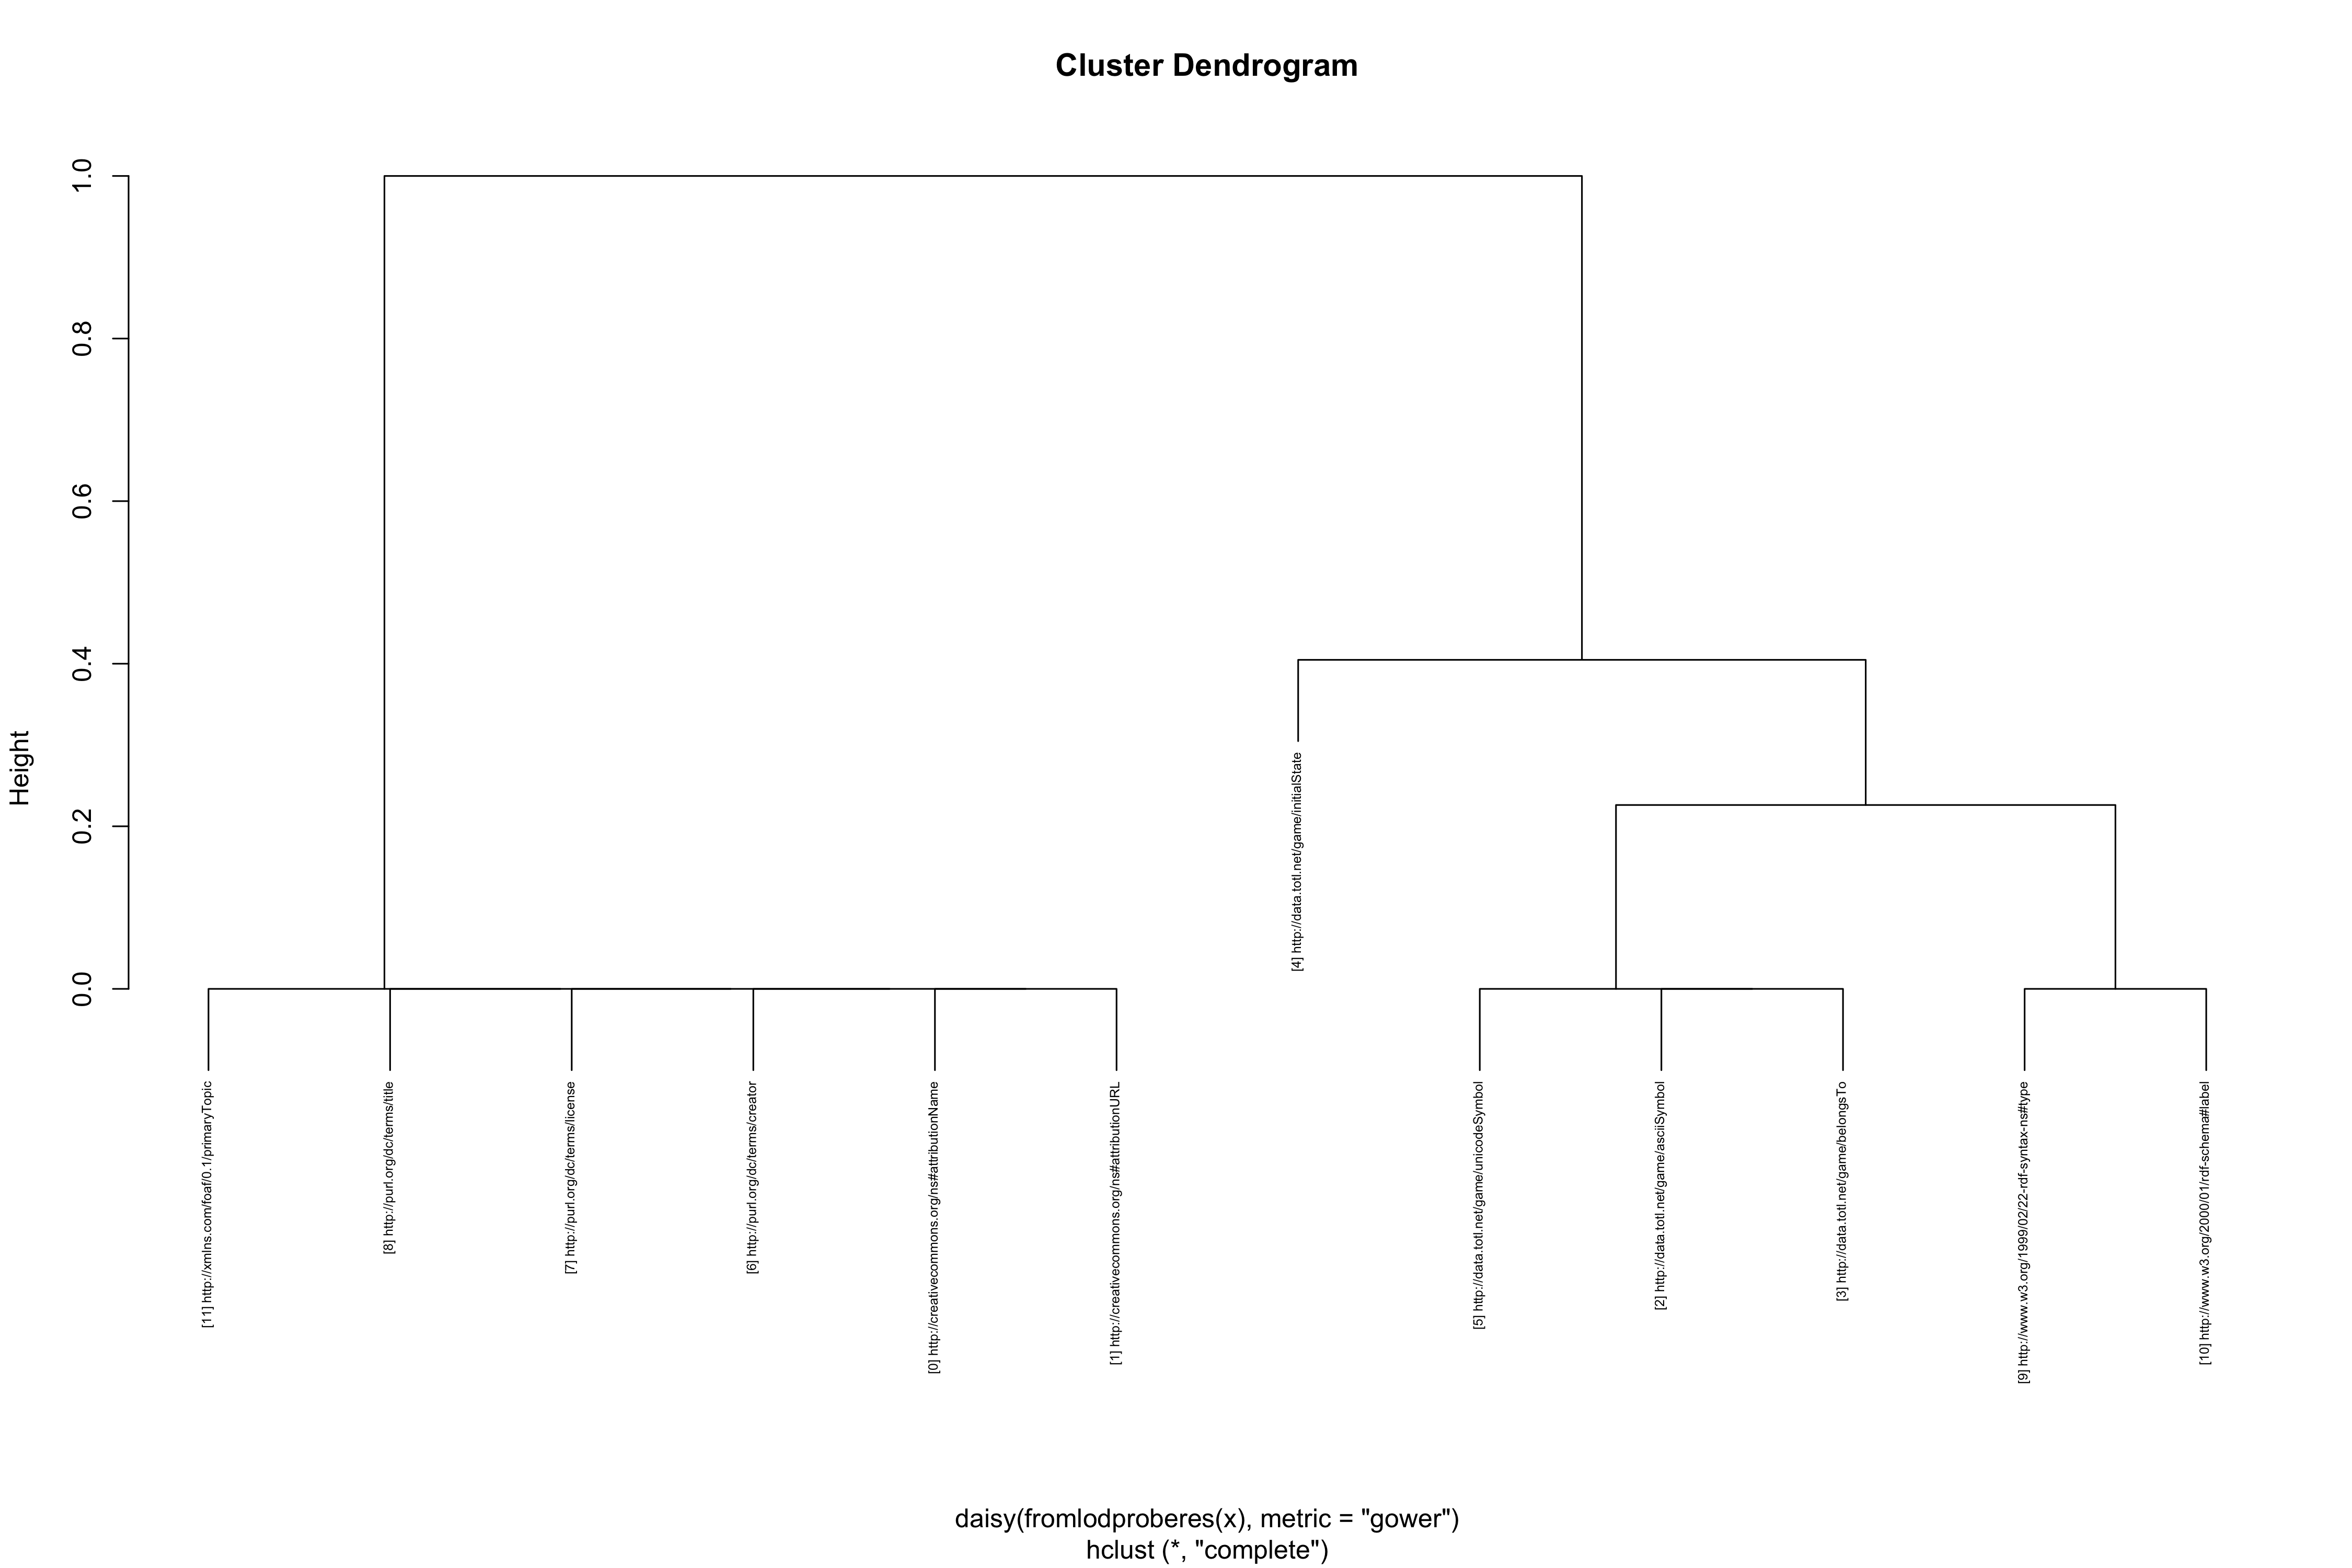 Cluster Dendrogram
Height
1.0
0.8
0.6
0.4
0.2
0.0
[11] http://xmlns.com/foaf/0.1/primaryTopic
[8] http://purl.org/dc/terms/title
[7] http://purl.org/dc/terms/license
[6] http://purl.org/dc/terms/creator
[0] http://creativecommons.org/ns#attributionName
[1] http://creativecommons.org/ns#attributionURL
[4] http://data.totl.net/game/initialState
[5] http://data.totl.net/game/unicodeSymbol
[2] http://data.totl.net/game/asciiSymbol
[3] http://data.totl.net/game/belongsTo
[9] http://www.w3.org/1999/02/22-rdf-syntax-ns#type
[10] http://www.w3.org/2000/01/rdf-schema#label
daisy(fromlodproberes(x), metric = "gower")
hclust (*, "complete")